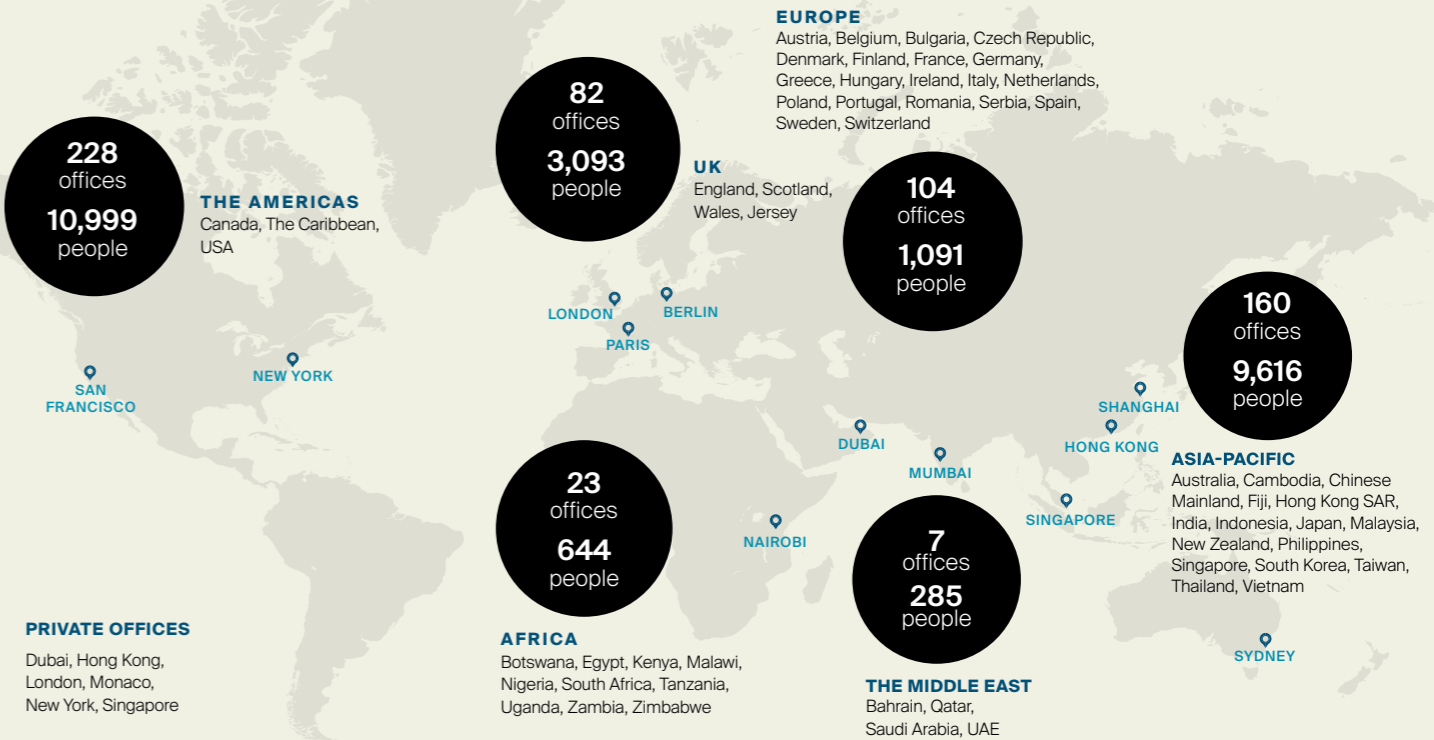 EUROPE
Austria, Belgium, Bulgaria, Czech Republic,
Denmark, Finland, France, Germany,
Greece, Hungary, Ireland, Italy, Netherlands,
Poland, Portugal, Romania, Serbia, Spain,
Sweden, Switzerland
228
offices
10,999
people
THE AMERICAS
Canada, The Caribbean,
USA
82
offices
3,093
people
UK
England, Scotland,
Wales, Jersey
104
offices
1,091
people
160
offices
9,616
people
LONDON
BERLIN
PARIS
SAN
FRANCISCO
NEW YORK
SHANGHAI
HONG KONG
DUBAI
MUMBAI
SINGAPORE
NAIROBI
SYDNEY
ASIA-PACIFIC
Australia, Cambodia, Chinese
Mainland, Fiji, Hong Kong SAR,
India, Indonesia, Japan, Malaysia,
New Zealand, Philippines,
Singapore, South Korea, Taiwan,
Thailand, Vietnam
23
offices
644
people
AFRICA
Botswana, Egypt, Kenya, Malawi,
Nigeria, South Africa, Tanzania,
Uganda, Zambia, Zimbabwe
7
offices
285
people
THE MIDDLE EAST
Bahrain, Qatar,
Saudi Arabia, UAE
PRIVATE OFFICES
Dubai, Hong Kong,
London, Monaco,
New York, Singapore